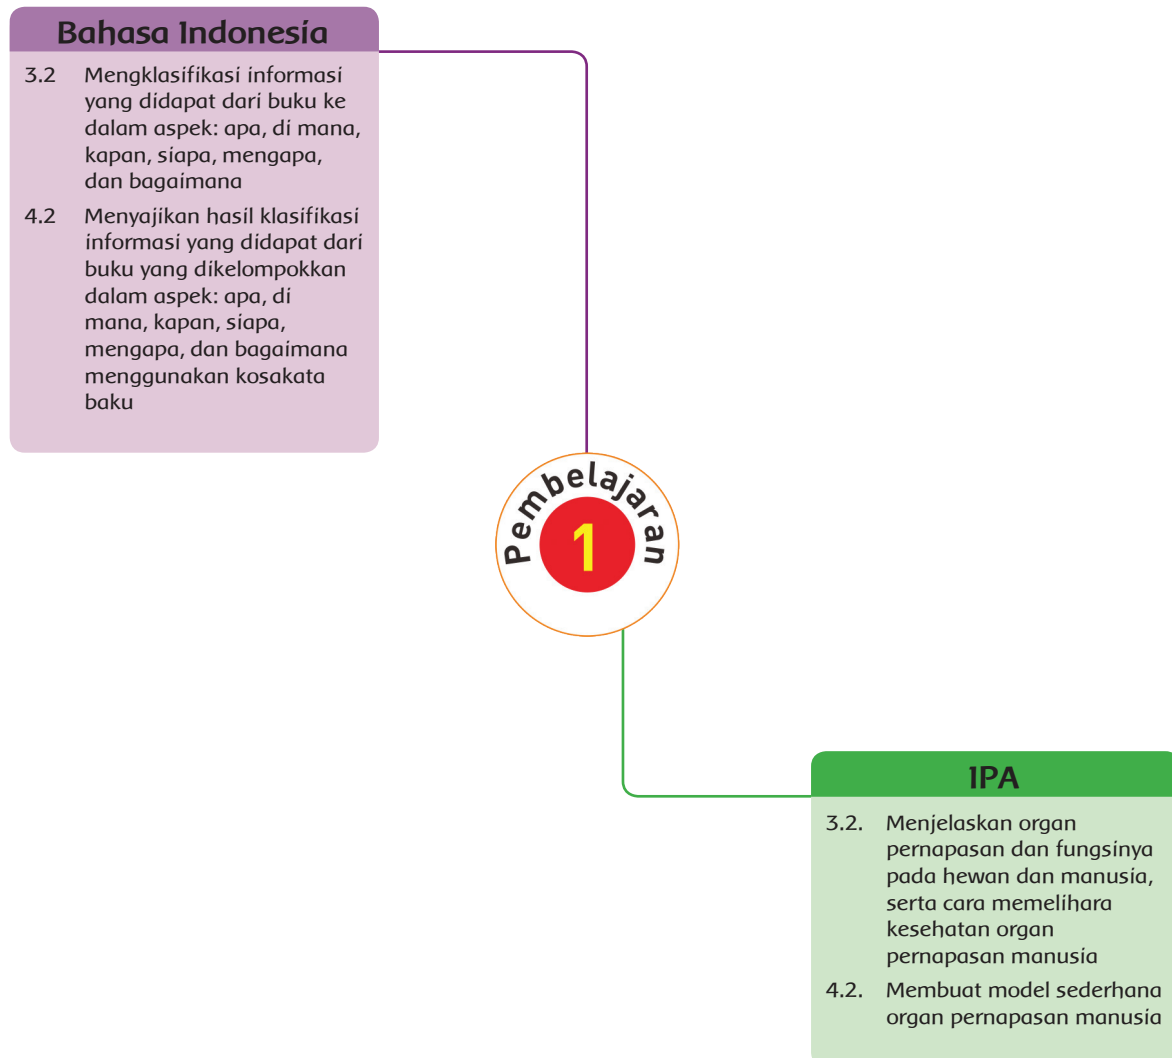 Bahasa Indonesia
3.2 Mengklasifikasi informasi
yang didapat dari buku ke
dalam aspek: apa, di mana,
kapan, siapa, mengapa,
dan bagaimana
4.2 Menyajikan hasil klasifikasi
informasi yang didapat dari
buku yang dikelompokkan
dalam aspek: apa, di
mana, kapan, siapa,
mengapa, dan bagaimana
menggunakan kosakata
baku
Pembelajaran
1
IPA
3.2. Menjelaskan organ
pernapasan dan fungsinya
pada hewan dan manusia,
serta cara memelihara
kesehatan organ
pernapasan manusia
4.2. Membuat model sederhana
organ pernapasan manusia